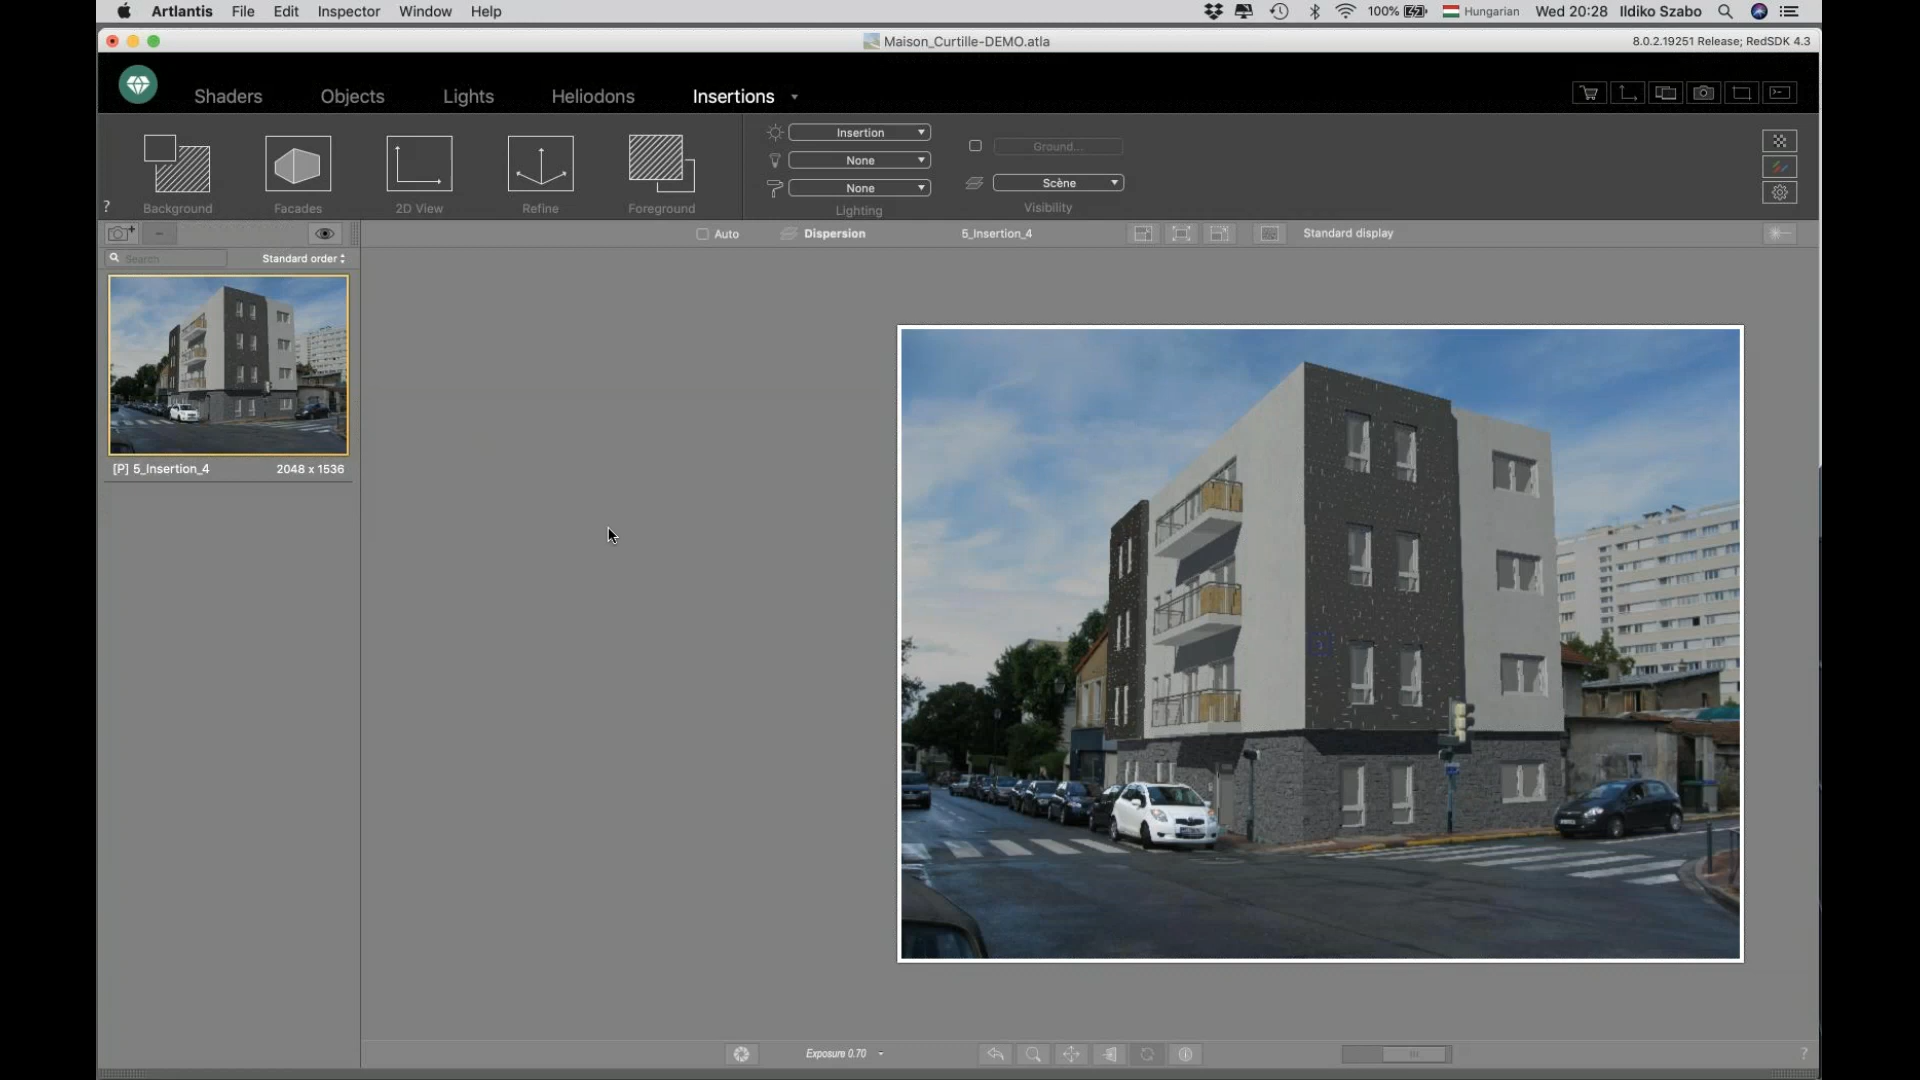 Artlantis File Edit Inspector Window Help 100% Hungarian Wed 20:28 Ildiko Szabo
Maison_Curtille-DEMO.atla 8.0.2.19251 Release; RedSDK 4.3
Shaders Objects Lights Heliodons Insertions
Insertion
Ground...
None
Scène
None
? Background Facades 2D View Refine Foreground Lighting Visibility
Auto Dispersion 5_Insertion_4 Standard display
Search Standard order
[P] 5_Insertion_4 2048 x 1536
Exposure 0.70 ?